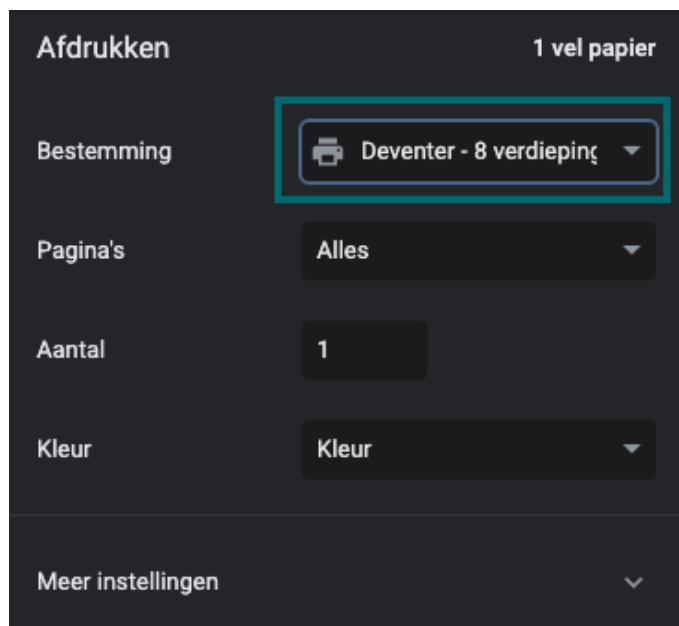 Afdrukken 1 vel papier
Bestemming Deventer - 8 verdieping
Pagina's Alles
Aantal 1
Kleur Kleur
Meer instellingen